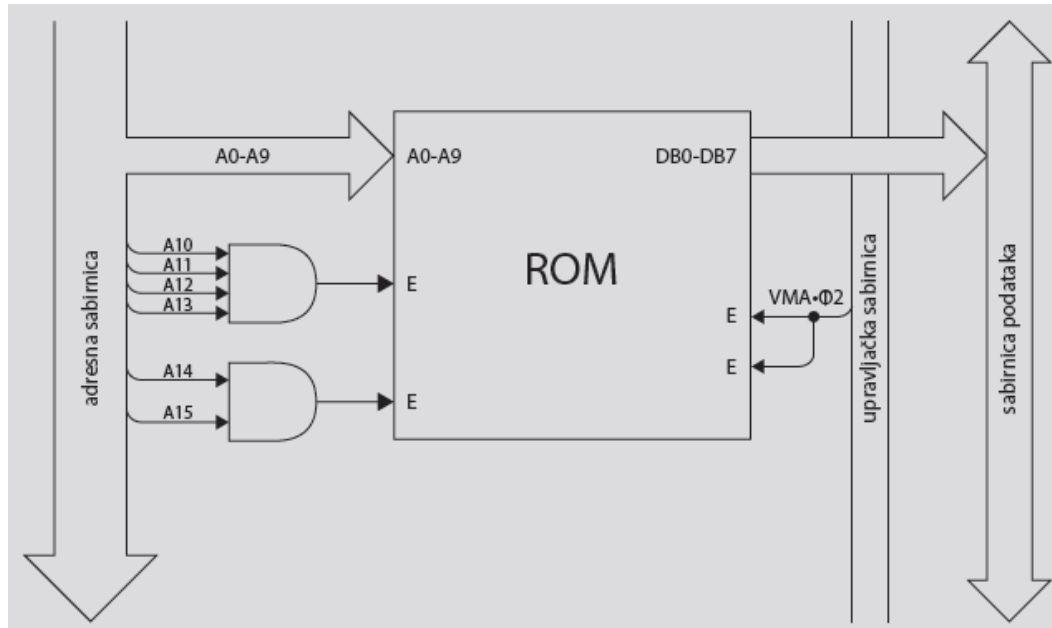 A0-A9
A0-A9
DB0-DB7
A10
A11
A12
A13
E
ROM
VMA•Φ2
E
E
A14
A15
E
adresna sabirnica
upravljačka sabirnica
sabirnica podataka